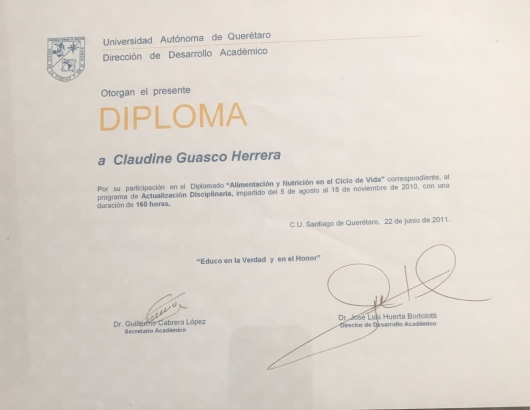 Universidad Autónoma de Querétaro
Dirección de Desarrollo Académico
Otorgan el presente
DIPLOMA
a Claudine Guasco Herrera
Por su participación en el Diplomado "Alimentación y Nutrición en el Ciclo de Vida" correspondiente, al
programa de Actualización Disciplinaria, impartido del 5 de agosto al 18 de noviembre de 2010, con una
duración de 160 horas.
C.U. Santiago de Querétaro, 22 de junio de 2011.
"Educo en la Verdad y en el Honor"
Dr. Guillermo Cabrera López
Secretario Académico
Dr. José Luis Huerta Bortolotti
Director de Desarrollo Académico